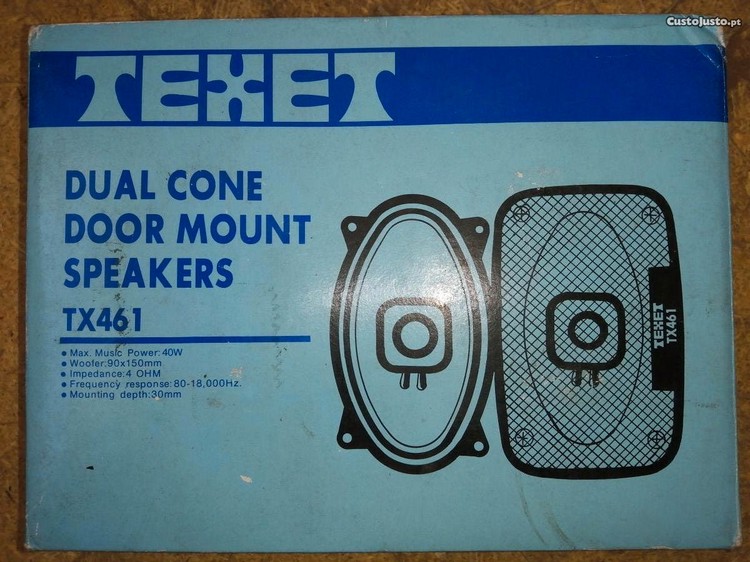 CustoJusto.pt
TEXET
DUAL CONE
DOOR MOUNT
SPEAKERS
TX461
• Max. Music Power: 40W
• Woofer: 90x150mm
• Impedance: 4 OHM
• Frequency response: 80-18,000Hz.
• Mounting depth: 30mm
TEXET
TX461